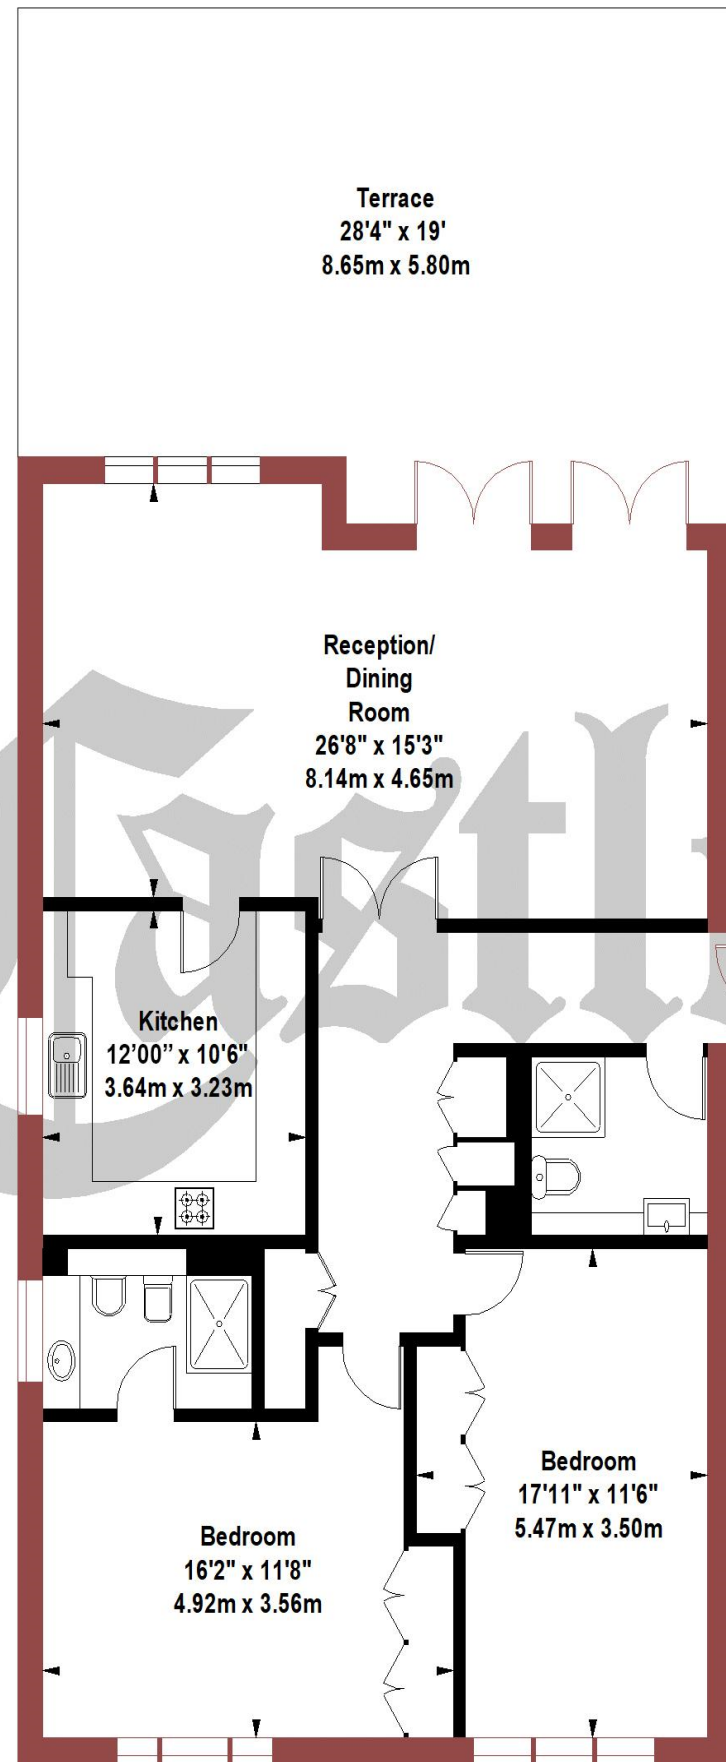 Terrace
28'4" x 19'
8.65m x 5.80m
Reception/
Dining
Room
26'8" x 15'3"
8.14m x 4.65m
Castl
Kitchen
12'00’’ x 10'6"
3.64m x 3.23m
Bedroom
17'11" x 11'6"
5.47m x 3.50m
Bedroom
16'2" x 11'8"
4.92m x 3.56m